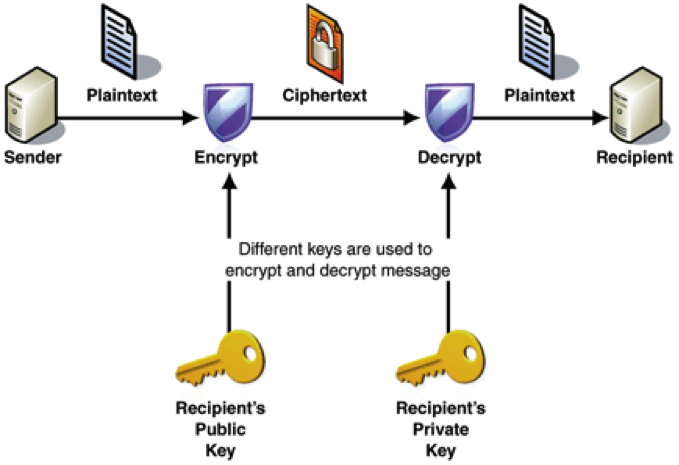 Plaintext
Ciphertext
Plaintext
Sender
Encrypt
Decrypt
Recipient
Different keys are used to
encrypt and decrypt message
Recipient's
Public
Key
Recipient's
Private
Key